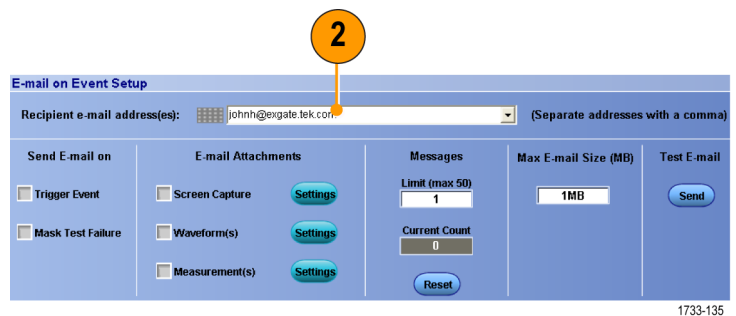 2
E-mail on Event Setup
Recipient e-mail address(es): johnh@exgate.tek.com (Separate addresses with a comma)
Send E-mail on E-mail Attachments Messages Max E-mail Size (MB) Test E-mail
Limit (max 50)
Trigger Event Screen Capture Settings 1 1MB Send
Mask Test Failure Waveform(s) Settings Current Count
0
Measurement(s) Settings Reset
1733-135